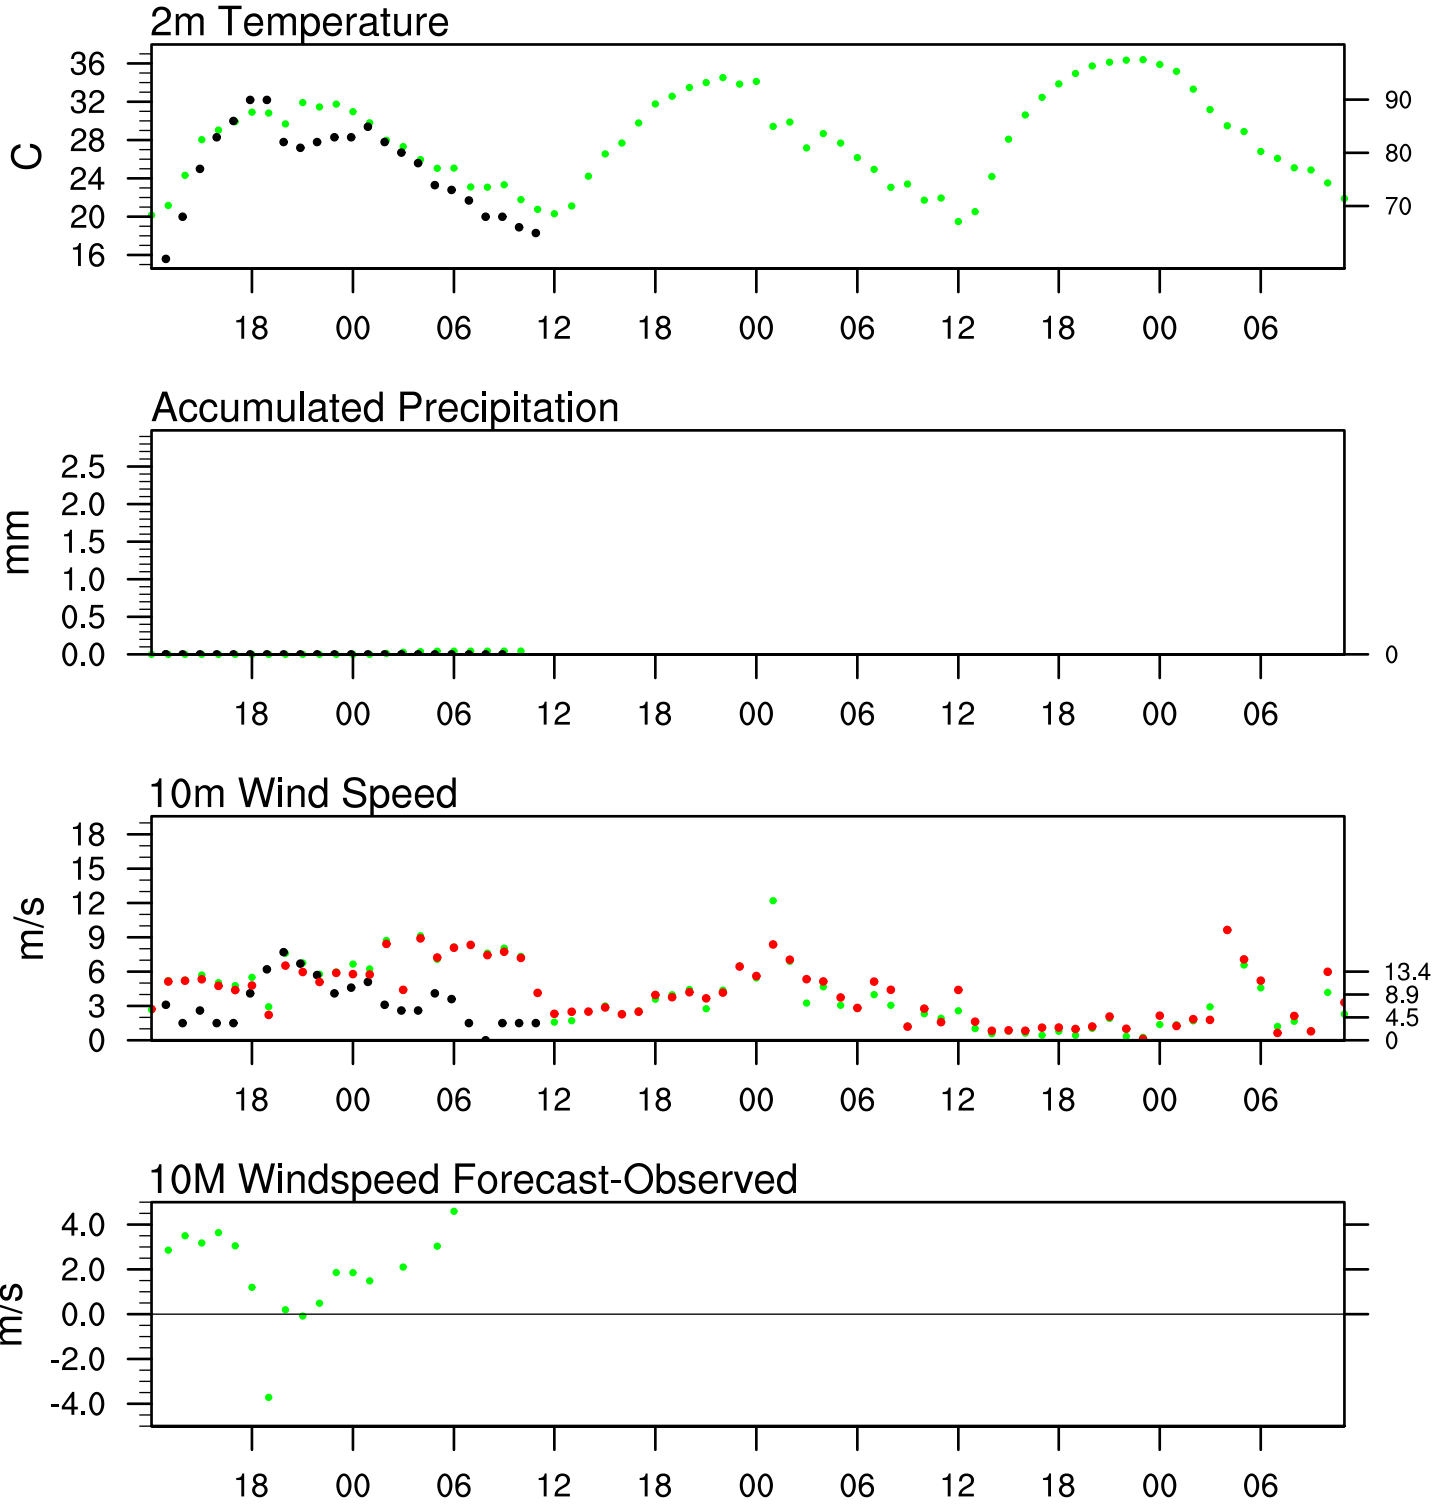 2m Temperature
36
32
28
24
20
16
C
90
80
70
18 00 06 12 18 00 06 12 18 00 06
Accumulated Precipitation
2.5
2.0
1.5
1.0
0.5
0.0
mm
0
18 00 06 12 18 00 06 12 18 00 06
10m Wind Speed
18
15
12
9
6
3
0
m/s
13.4
8.9
4.5
0
18 00 06 12 18 00 06 12 18 00 06
10M Windspeed Forecast-Observed
4.0
2.0
0.0
-2.0
-4.0
m/s
18 00 06 12 18 00 06 12 18 00 06